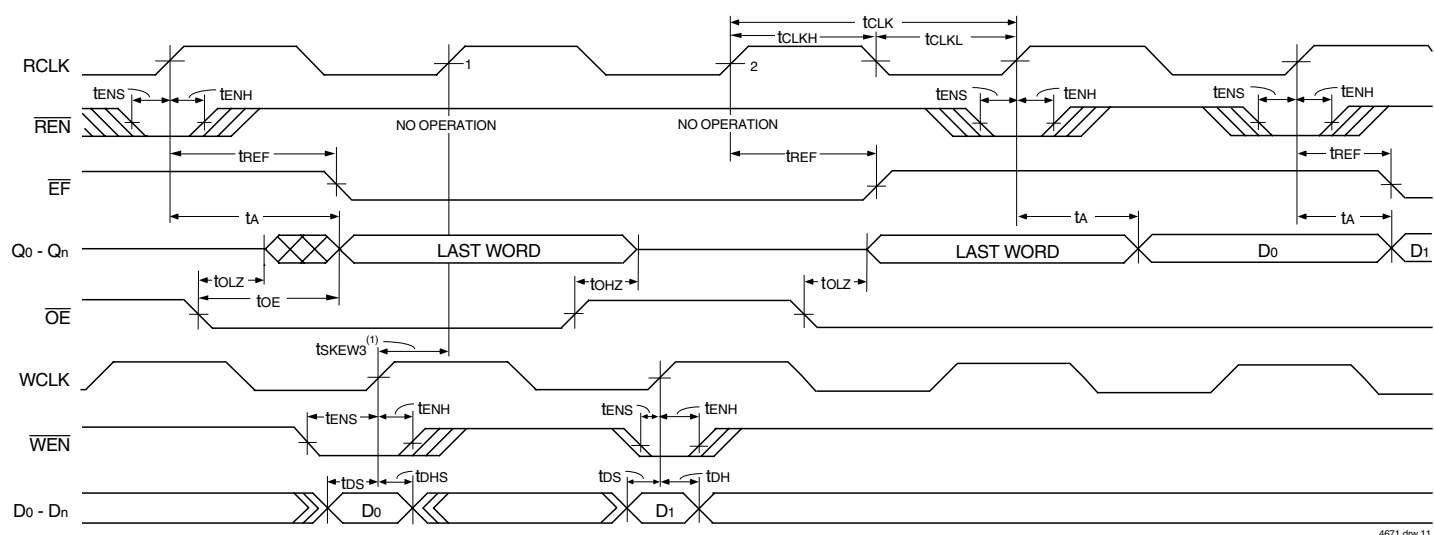 tCLK
tCLKH tCLKL
RCLK 1 2
tENS tENH tENS tENH tENS tENH
REN NO OPERATION NO OPERATION
tREF tREF tREF
EF
tA tA tA
Q0 - Qn LAST WORD LAST WORD D0 D1
tOLZ tOHZ tOLZ
tOE
OE
tSKEW3(1)
WCLK
tENS tENH tENS tENH
WEN
tDS tDHS tDS tDH
D0 - Dn D0 D1
4671 drw 11